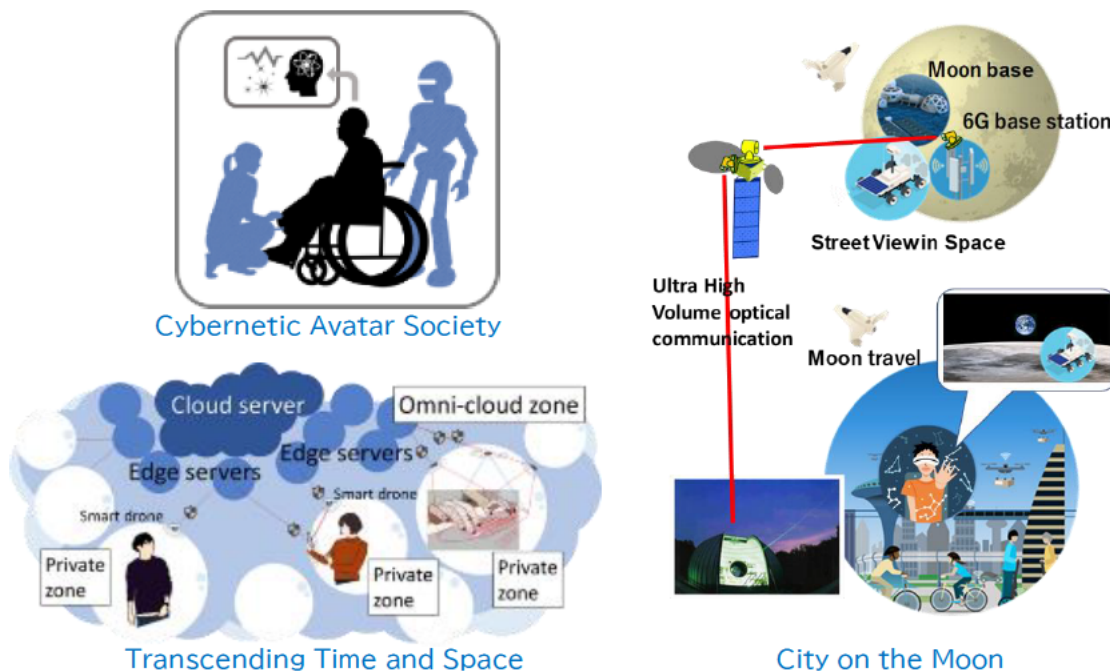 Cybernetic Avatar Society
Cloud server
Omni-cloud zone
Edge servers
Edge servers
Smart drone
Smart drone
Private
zone
Private
zone
Private
zone
Transcending Time and Space
Moon base
6G base station
Street Viewin Space
Ultra High
Volume optical
communication
Moon travel
City on the Moon